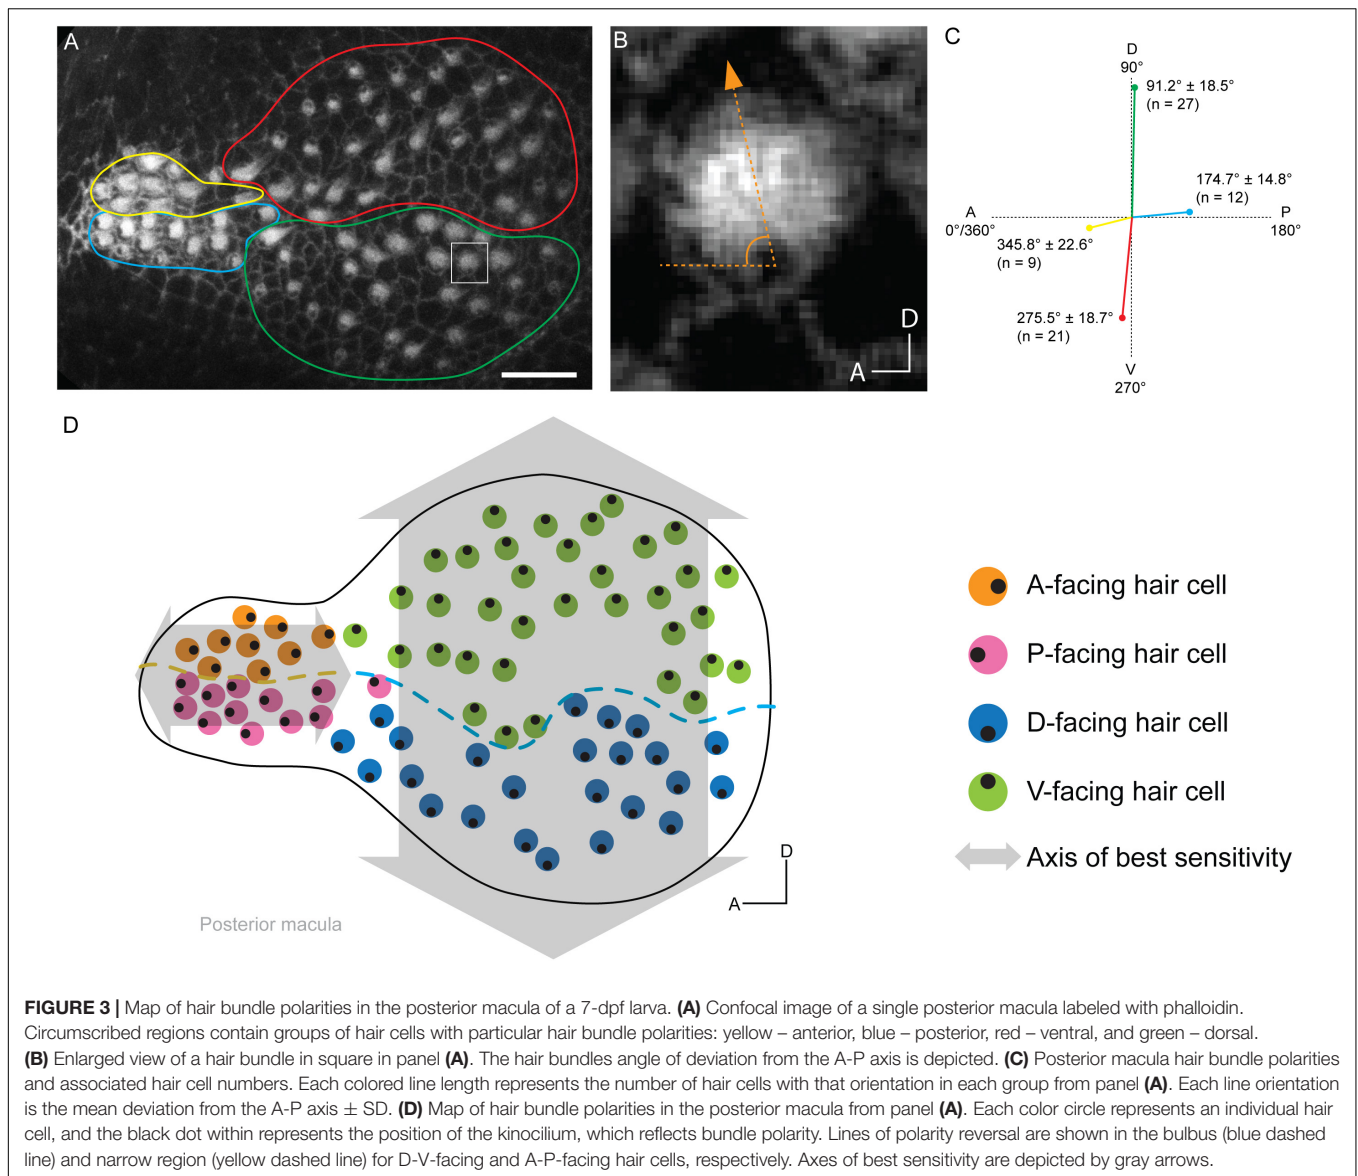 A
B
D
A
C
D
90°
91.2° ± 18.5°
(n = 27)
174.7° ± 14.8°
(n = 12)
A
0°/360°
P
180°
345.8° ± 22.6°
(n = 9)
275.5° ± 18.7°
(n = 21)
V
270°
D
A-facing hair cell
P-facing hair cell
D-facing hair cell
V-facing hair cell
Axis of best sensitivity
D
A
Posterior macula
FIGURE 3 | Map of hair bundle polarities in the posterior macula of a 7-dpf larva. (A) Confocal image of a single posterior macula labeled with phalloidin.
Circumscribed regions contain groups of hair cells with particular hair bundle polarities: yellow – anterior, blue – posterior, red – ventral, and green – dorsal.
(B) Enlarged view of a hair bundle in square in panel (A). The hair bundles angle of deviation from the A-P axis is depicted. (C) Posterior macula hair bundle polarities
and associated hair cell numbers. Each colored line length represents the number of hair cells with that orientation in each group from panel (A). Each line orientation
is the mean deviation from the A-P axis ± SD. (D) Map of hair bundle polarities in the posterior macula from panel (A). Each color circle represents an individual hair
cell, and the black dot within represents the position of the kinocilium, which reflects bundle polarity. Lines of polarity reversal are shown in the bulbus (blue dashed
line) and narrow region (yellow dashed line) for D-V-facing and A-P-facing hair cells, respectively. Axes of best sensitivity are depicted by gray arrows.